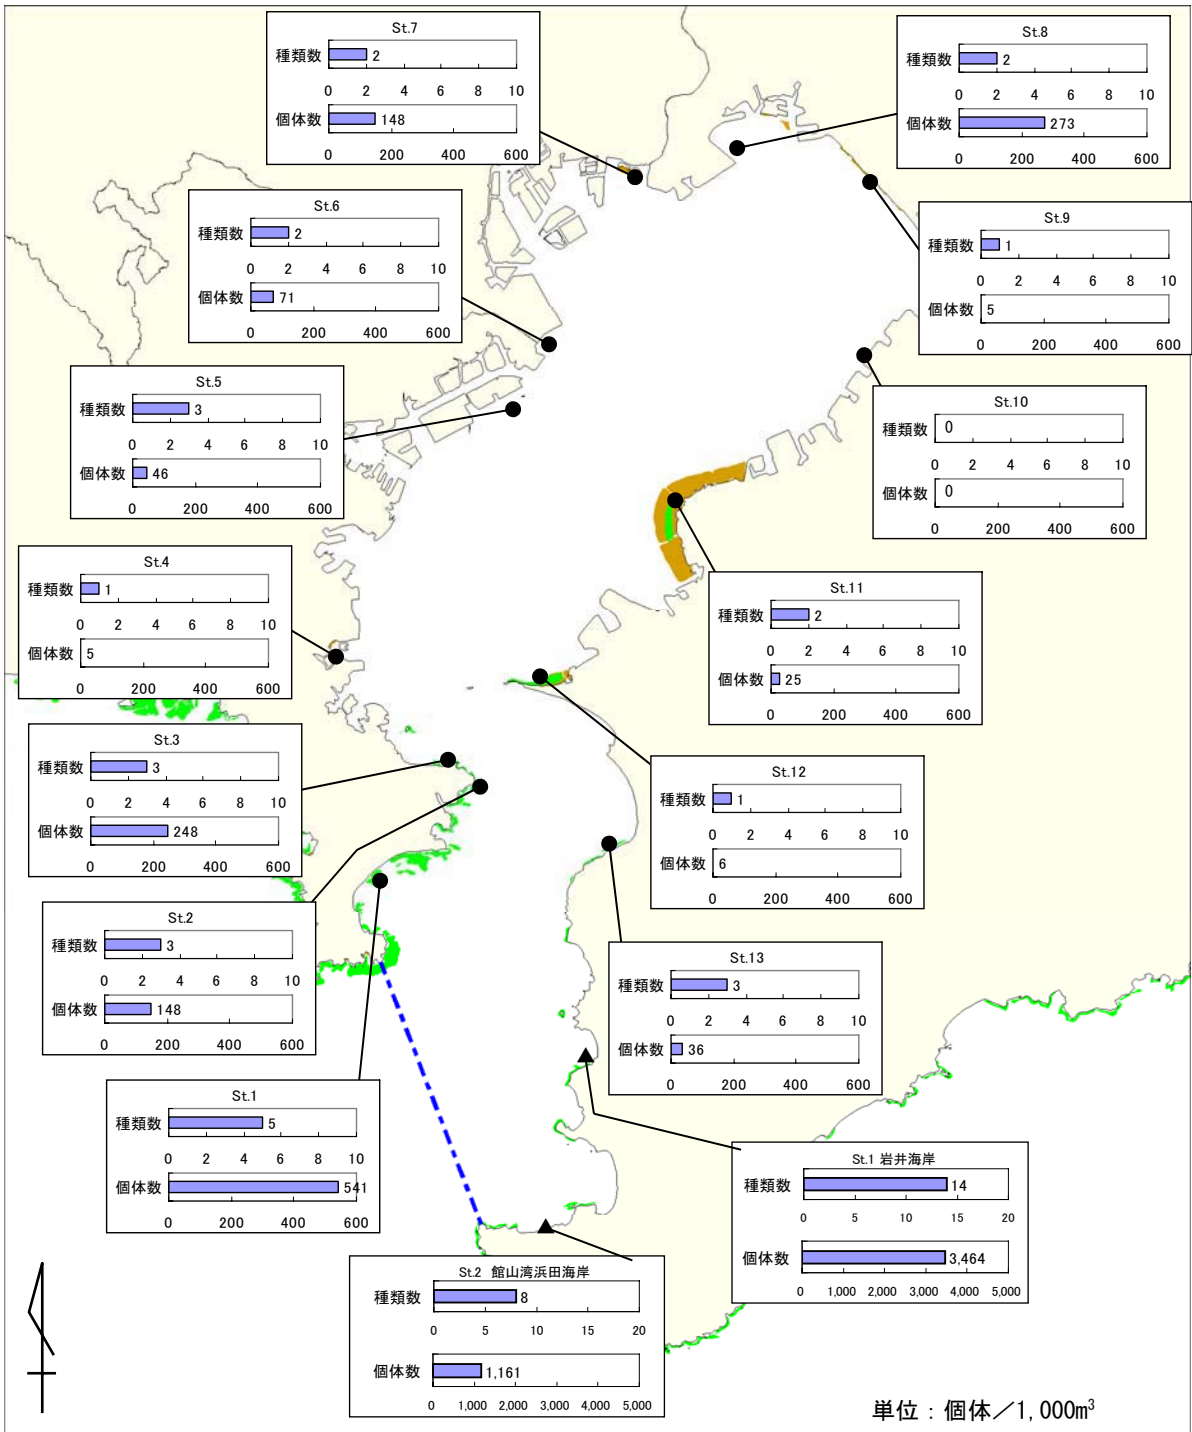 St.7
種類数 2
0 2 4 6 8 10
個体数 148
0 200 400 600
St.8
種類数 2
0 2 4 6 8 10
個体数 273
0 200 400 600
St.6
種類数 2
0 2 4 6 8 10
個体数 71
0 200 400 600
St.9
種類数 1
0 2 4 6 8 10
個体数 5
0 200 400 600
St.5
種類数 3
0 2 4 6 8 10
個体数 46
0 200 400 600
St.10
種類数 0
0 2 4 6 8 10
個体数 0
0 200 400 600
St.4
種類数 1
0 2 4 6 8 10
個体数 5
0 200 400 600
St.11
種類数 2
0 2 4 6 8 10
個体数 25
0 200 400 600
St.3
種類数 3
0 2 4 6 8 10
個体数 248
0 200 400 600
St.12
種類数 1
0 2 4 6 8 10
個体数 6
0 200 400 600
St.2
種類数 3
0 2 4 6 8 10
個体数 148
0 200 400 600
St.13
種類数 3
0 2 4 6 8 10
個体数 36
0 200 400 600
St.1
種類数 5
0 2 4 6 8 10
個体数 541
0 200 400 600
St.1 岩井海岸
種類数 14
0 5 10 15 20
個体数 3,464
0 1,000 2,000 3,000 4,000 5,000
St.2 館山湾浜田海岸
種類数 8
0 5 10 15 20
個体数 1,161
0 1,000 2,000 3,000 4,000 5,000
単位：個体／1,000m³